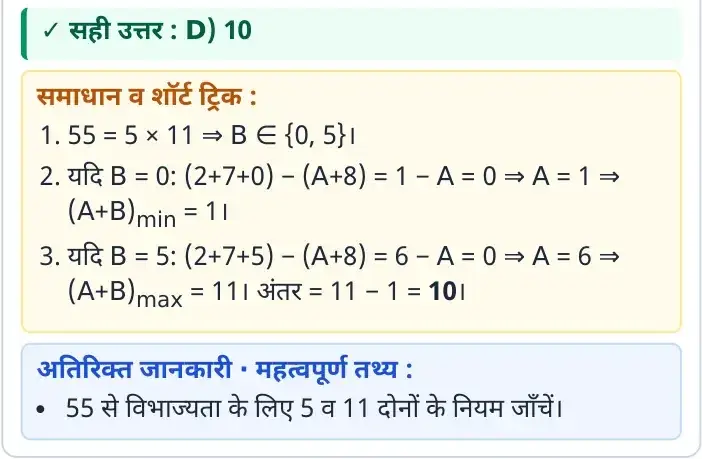 ✓ सही उत्तर : D) 10
समाधान व शॉर्ट ट्रिक :
1. 55 = 5 × 11 ⇒ B ∈ {0, 5}।
2. यदि B = 0: (2+7+0) − (A+8) = 1 − A = 0 ⇒ A = 1 ⇒
(A+B)min = 1।
3. यदि B = 5: (2+7+5) − (A+8) = 6 − A = 0 ⇒ A = 6 ⇒
(A+B)max = 11। अंतर = 11 − 1 = 10।
अतिरिक्त जानकारी · महत्वपूर्ण तथ्य :
• 55 से विभाज्यता के लिए 5 व 11 दोनों के नियम जाँचें।